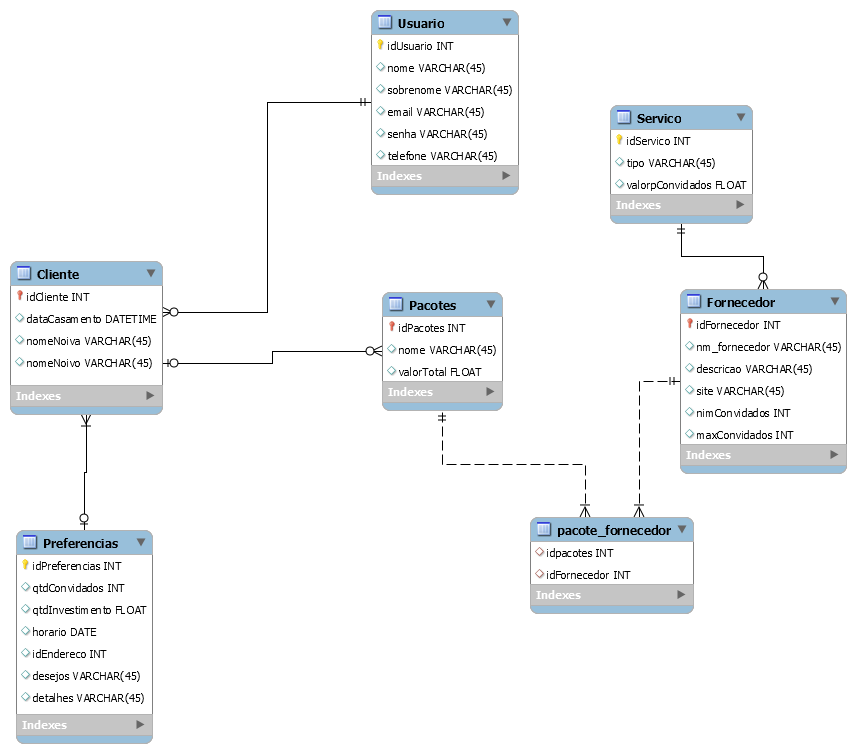 Usuario
idUsuario INT
nome VARCHAR(45)
sobrenome VARCHAR(45)
email VARCHAR(45)
senha VARCHAR(45)
telefone VARCHAR(45)
Indexes
Servico
idServico INT
tipo VARCHAR(45)
valorpConvidados FLOAT
Indexes
Cliente
idCliente INT
dataCasamento DATETIME
nomeNoiva VARCHAR(45)
nomeNoivo VARCHAR(45)
Indexes
Pacotes
idPacotes INT
nome VARCHAR(45)
valorTotal FLOAT
Indexes
Fornecedor
idFornecedor INT
nm_fornecedor VARCHAR(45)
descricao VARCHAR(45)
site VARCHAR(45)
nimConvidados INT
maxConvidados INT
Indexes
Preferencias
idPreferencias INT
qtdConvidados INT
qtdInvestimento FLOAT
horario DATE
idEndereco INT
desejos VARCHAR(45)
detalhes VARCHAR(45)
Indexes
pacote_fornecedor
idpacotes INT
idFornecedor INT
Indexes